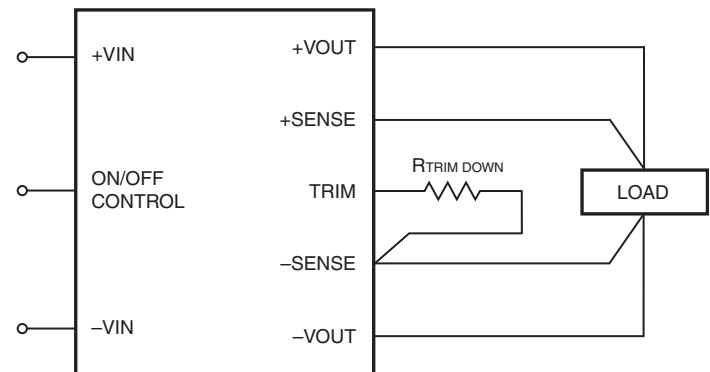 +VIN
+VOUT
+SENSE
RTRIM DOWN
ON/OFF
CONTROL
TRIM
LOAD
–SENSE
–VIN
–VOUT